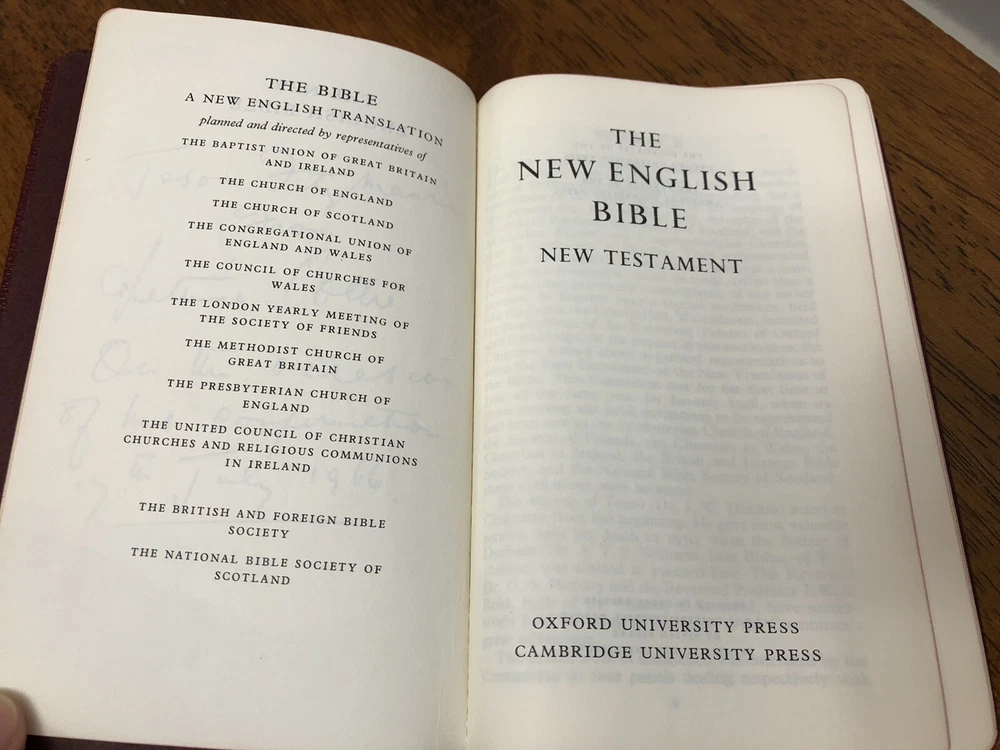 THE BIBLE
A NEW ENGLISH TRANSLATION
planned and directed by representatives of
THE BAPTIST UNION OF GREAT BRITAIN
AND IRELAND
THE CHURCH OF ENGLAND
THE CHURCH OF SCOTLAND
THE CONGREGATIONAL UNION OF
ENGLAND AND WALES
THE COUNCIL OF CHURCHES FOR
WALES
THE LONDON YEARLY MEETING OF
THE SOCIETY OF FRIENDS
THE METHODIST CHURCH OF
GREAT BRITAIN
THE PRESBYTERIAN CHURCH OF
ENGLAND
THE UNITED COUNCIL OF CHRISTIAN
CHURCHES AND RELIGIOUS COMMUNIONS
IN IRELAND
THE BRITISH AND FOREIGN BIBLE
SOCIETY
THE NATIONAL BIBLE SOCIETY OF
SCOTLAND
THE
NEW ENGLISH
BIBLE
NEW TESTAMENT
OXFORD UNIVERSITY PRESS
CAMBRIDGE UNIVERSITY PRESS